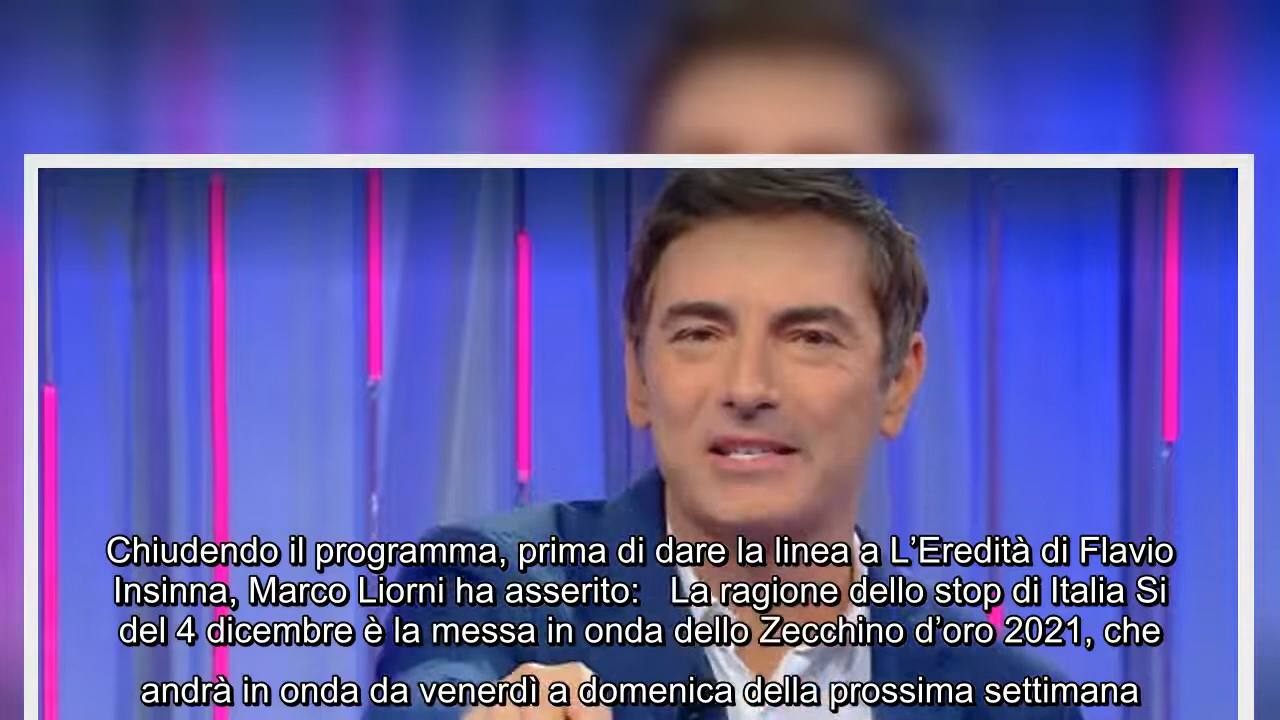 Chiudendo il programma, prima di dare la linea a L’Eredità di Flavio
Insinna, Marco Liorni ha asserito:   La ragione dello stop di Italia Si
del 4 dicembre è la messa in onda dello Zecchino d’oro 2021, che
andrà in onda da venerdì a domenica della prossima settimana